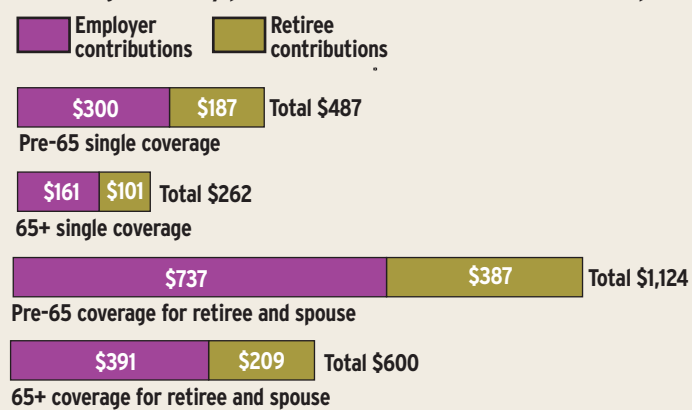 Employer contributions
Retiree contributions
$300 $187 Total $487
Pre-65 single coverage
$161 $101 Total $262
65+ single coverage
$737 $387 Total $1,124
Pre-65 coverage for retiree and spouse
$391 $209 Total $600
65+ coverage for retiree and spouse